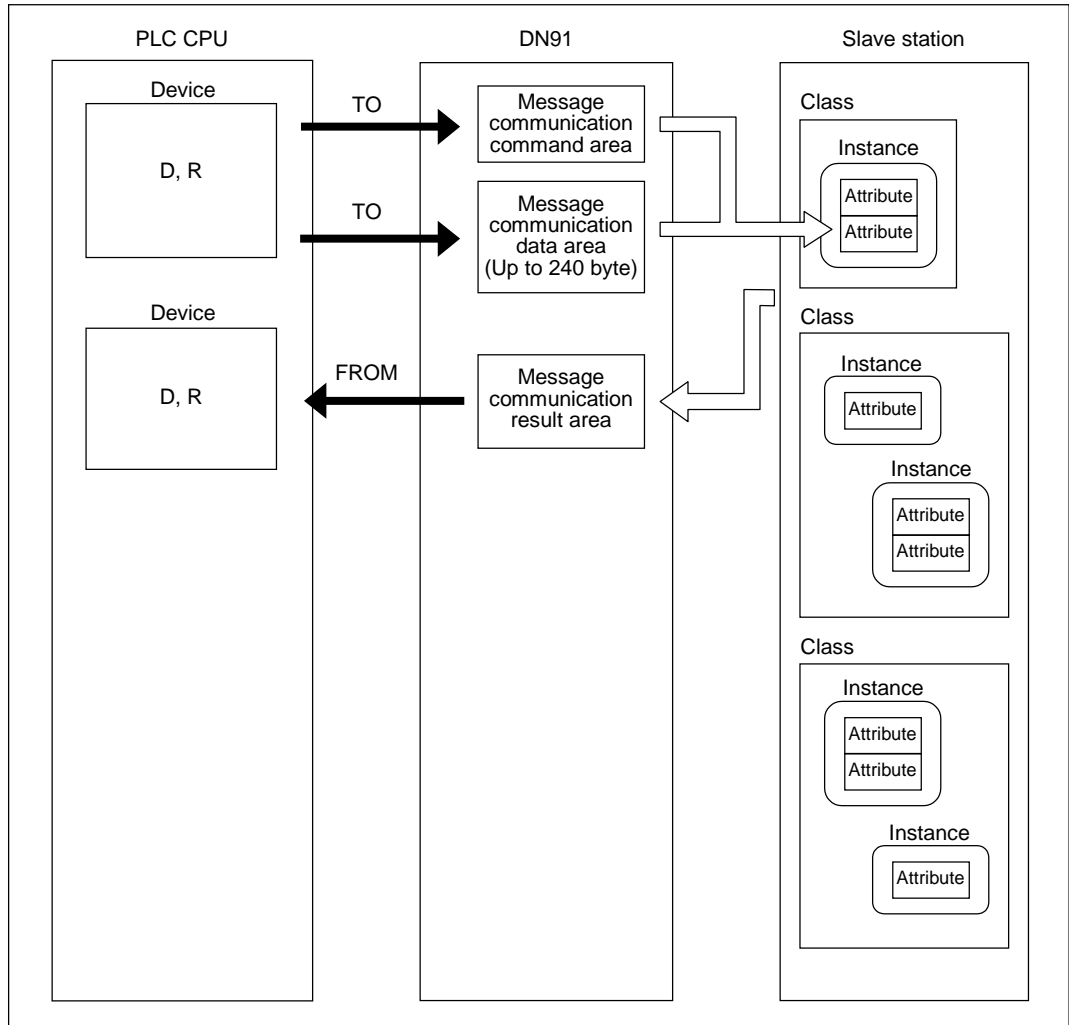 PLC CPU
DN91
Slave station
Device
D, R
TO
TO
Device
D, R
FROM
Message
communication
command area
Message
communication
data area
(Up to 240 byte)
Message
communication
result area
Class
Instance
Attribute
Attribute
Class
Instance
Attribute
Instance
Attribute
Attribute
Class
Instance
Attribute
Attribute
Instance
Attribute